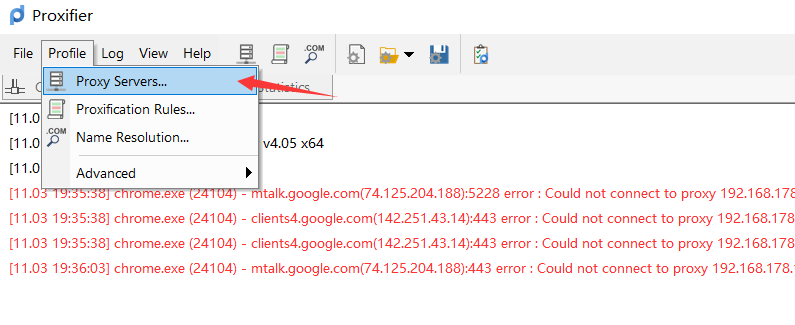 Proxifier
File Profile Log View Help .COM
Proxy Servers...
Statistics
Proxification Rules...
[11.0
.COM Name Resolution...
[11.0 v4.05 x64
[11.0
Advanced
[11.03 19:35:38] chrome.exe (24104) - mtalk.google.com(74.125.204.188):5228 error : Could not connect to proxy 192.168.178.
[11.03 19:35:38] chrome.exe (24104) - clients4.google.com(142.251.43.14):443 error : Could not connect to proxy 192.168.178.
[11.03 19:35:38] chrome.exe (24104) - clients4.google.com(142.251.43.14):443 error : Could not connect to proxy 192.168.178.
[11.03 19:36:03] chrome.exe (24104) - mtalk.google.com(74.125.204.188):443 error : Could not connect to proxy 192.168.178.